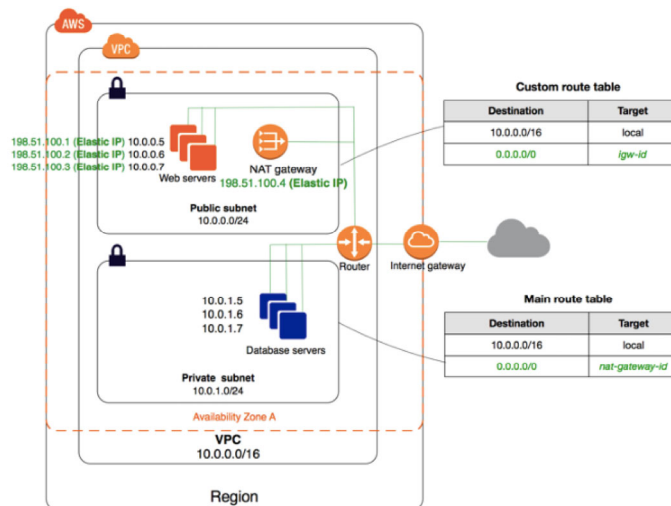 AWS
VPC
198.51.100.1 (Elastic IP) 10.0.0.5
198.51.100.2 (Elastic IP) 10.0.0.6
198.51.100.3 (Elastic IP) 10.0.0.7
Web servers
NAT gateway
198.51.100.4 (Elastic IP)
Public subnet
10.0.0.0/24
Router
Internet gateway
10.0.1.5
10.0.1.6
10.0.1.7
Database servers
Private subnet
10.0.1.0/24
Availability Zone A
VPC
10.0.0.0/16
Region
Custom route table
Destination Target
10.0.0.0/16 local
0.0.0.0/0 igw-id
Main route table
Destination Target
10.0.0.0/16 local
0.0.0.0/0 nat-gateway-id